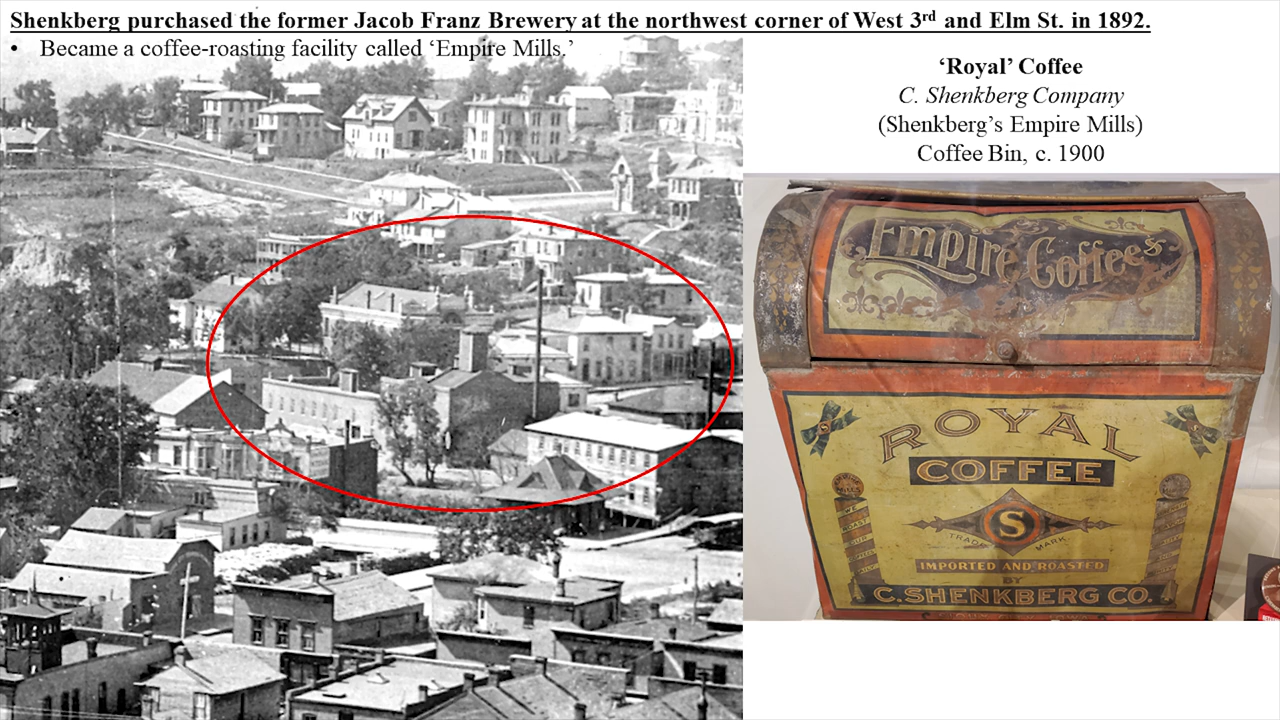 Shenkberg purchased the former Jacob Franz Brewery at the northwest corner of West 3rd and Elm St. in 1892.
• Became a coffee-roasting facility called ‘Empire Mills.’
‘Royal’ Coffee
C. Shenkberg Company
(Shenkberg’s Empire Mills)
Coffee Bin, c. 1900
Empire Coffees
ROYAL
COFFEE
S
TRADE MARK
IMPORTED AND ROASTED
BY
C. SHENKBERG CO.